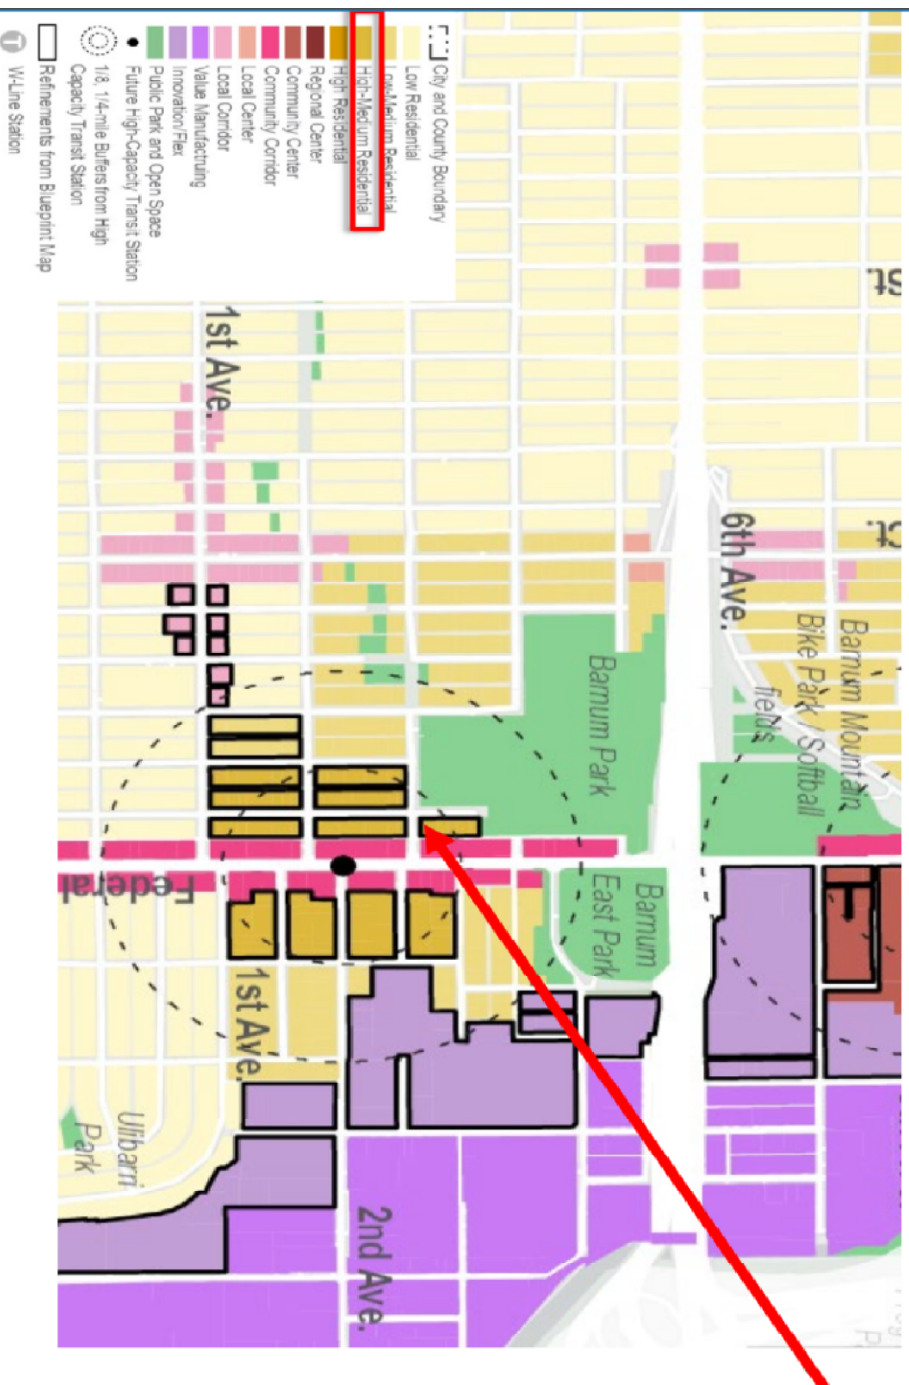 City and County Boundary
Low Residential
Low-Medium Residential
High-Medium Residential
High Residential
Regional Center
Community Center
Community Corridor
Local Center
Local Corridor
Value Manufactruing
Innovation/Flex
Public Park and Open Space
Future High-Capacity Transit Station
1/8, 1/4-mile Buffers from High
Capacity Transit Station
Refinements from Blueprint Map
T W-Line Station
St.
1st Ave.
6th Ave.
Barnum Mountain
Bike Park / Softball
fields
Barnum Park
Federal
Barnum
East Park
1st Ave.
Ulibarri
Park
2nd Ave.